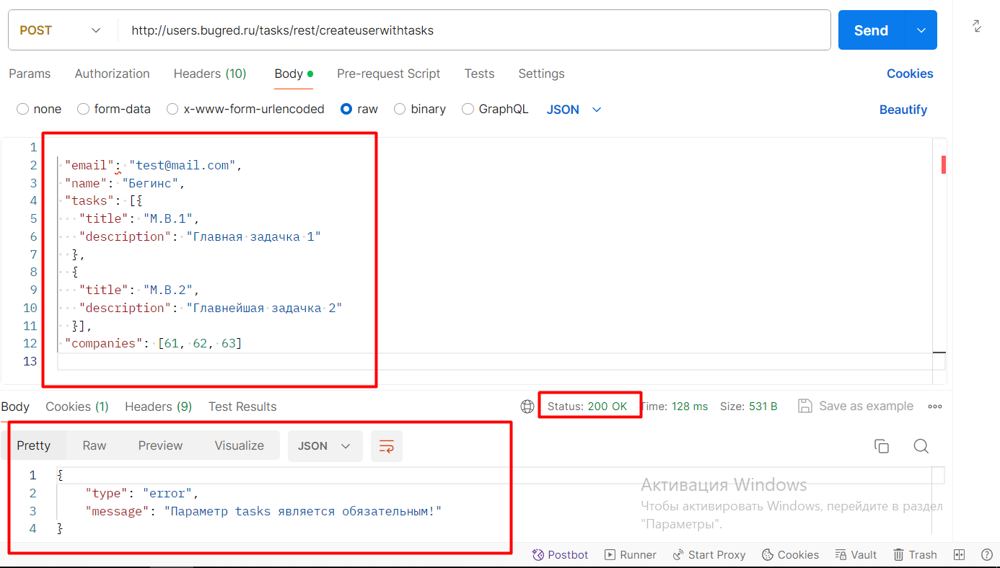 POST http://users.bugred.ru/tasks/rest/createuserwithtasks Send
Params Authorization Headers (10) Body Pre-request Script Tests Settings Cookies
none form-data x-www-form-urlencoded raw binary GraphQL JSON Beautify
1
2 "email": "test@mail.com",
3 "name": "Бегинс",
4 "tasks": [{
5 "title": "М.В.1",
6 "description": "Главная задачка 1"
7 },
8 {
9 "title": "М.В.2",
10 "description": "Главнейшая задачка 2"
11 }],
12 "companies": [61, 62, 63]
13
Body Cookies (1) Headers (9) Test Results Status: 200 OK Time: 128 ms Size: 531 B Save as example
Pretty Raw Preview Visualize JSON
1 {
2 "type": "error",
3 "message": "Параметр tasks является обязательным!"
4 }
Активация Windows
Чтобы активировать Windows, перейдите в раздел
"Параметры".
Postbot Runner Start Proxy Cookies Vault Trash